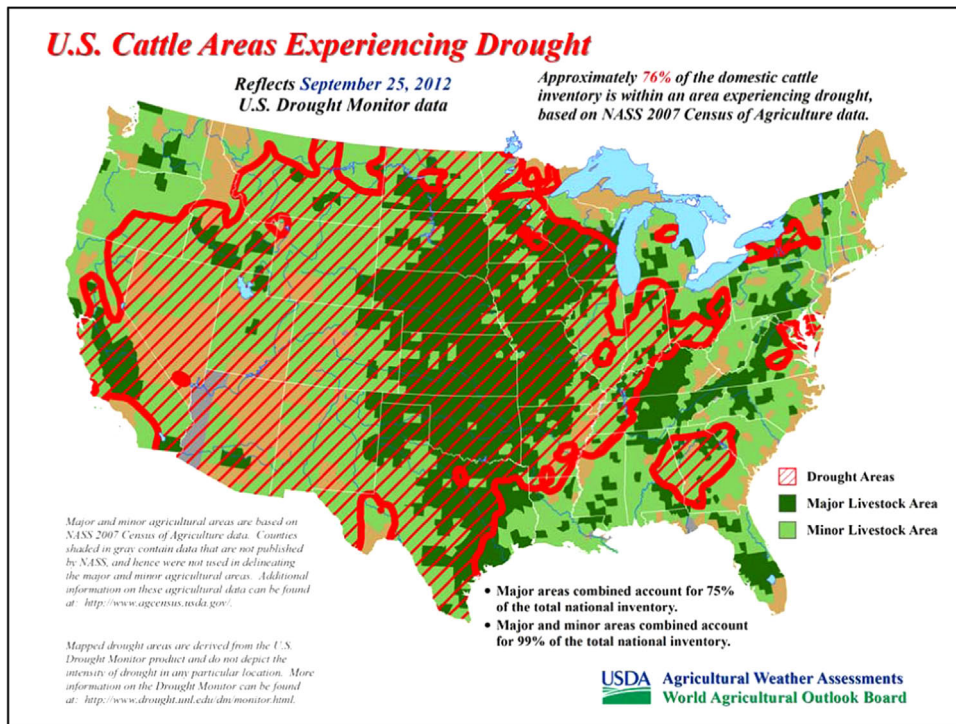 U.S. Cattle Areas Experiencing Drought
Reflects September 25, 2012
U.S. Drought Monitor data
Approximately 76% of the domestic cattle
inventory is within an area experiencing drought,
based on NASS 2007 Census of Agriculture data.
Drought Areas
Major Livestock Area
Minor Livestock Area
Major and minor agricultural areas are based on
NASS 2007 Census of Agriculture data. Counties
shaded in gray contain data that are not published
by NASS, and hence were not used in delineating
the major and minor agricultural areas. Additional
information on these agricultural data can be found
at: http://www.agcensus.usda.gov/.
• Major areas combined account for 75%
of the total national inventory.
• Major and minor areas combined account
for 99% of the total national inventory.
Mapped drought areas are derived from the U.S.
Drought Monitor product and do not depict the
intensity of drought in any particular location. More
information on the Drought Monitor can be found
at: http://www.drought.unl.edu/dm/monitor.html.
USDA Agricultural Weather Assessments
World Agricultural Outlook Board